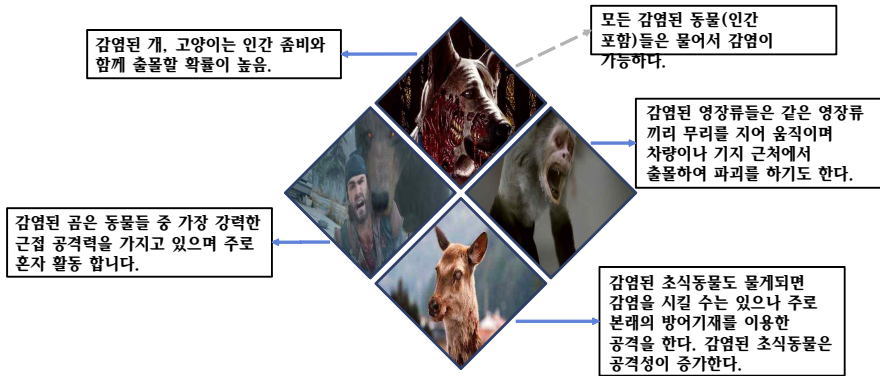 모든 감염된 동물(인간
포함)들은 물어서 감염이
가능하다.
감염된 개, 고양이는 인간 좀비와
함께 출몰할 확률이 높음.
감염된 영장류들은 같은 영장류
끼리 무리를 지어 움직이며
차량이나 기지 근처에서
출몰하여 파괴를 하기도 한다.
감염된 곰은 동물들 중 가장 강력한
근접 공격력을 가지고 있으며 주로
혼자 활동 합니다.
감염된 초식동물도 물게되면
감염을 시킬 수는 있으나 주로
본래의 방어기재를 이용한
공격을 한다. 감염된 초식동물은
공격성이 증가한다.